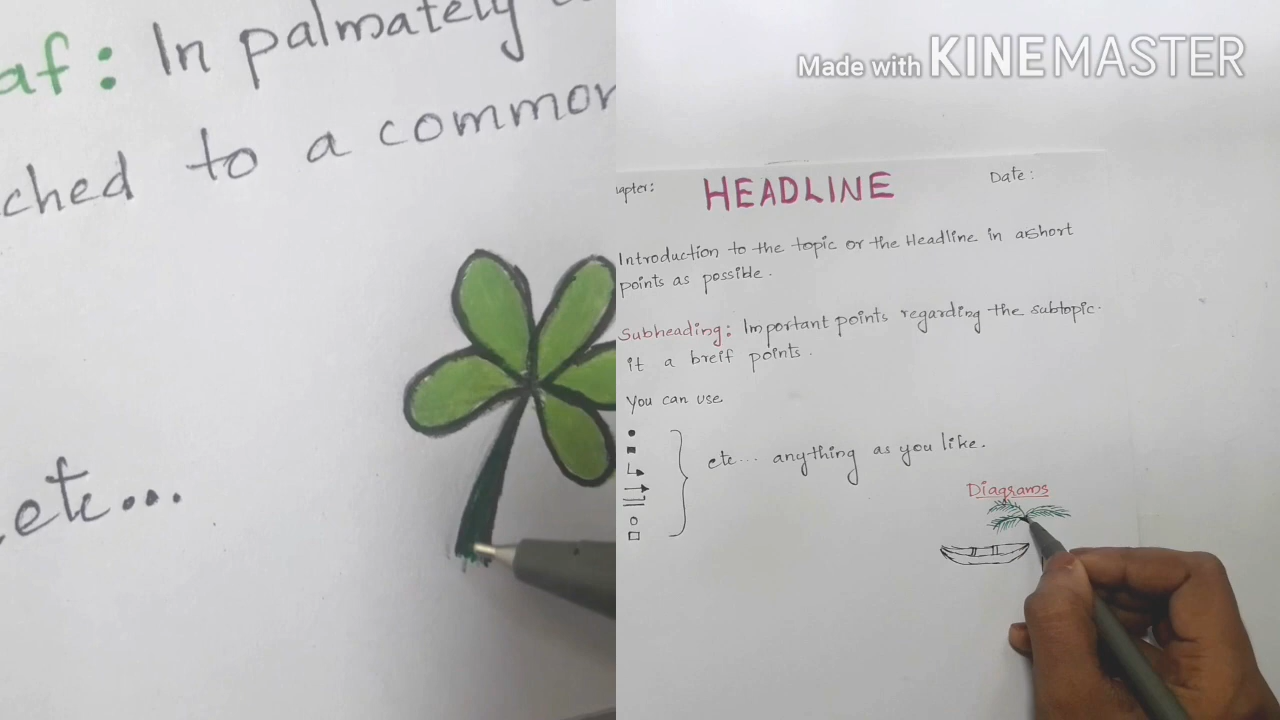 af: In palmately
ched to a common
etc...
Made with KINEMASTER
apter: HEADLINE Date:
Introduction to the topic or the Headline in a short
points as possible.
Subheading: Important points regarding the subtopic.
it a breif points.
You can use
etc... anything as you like.
Diagrams